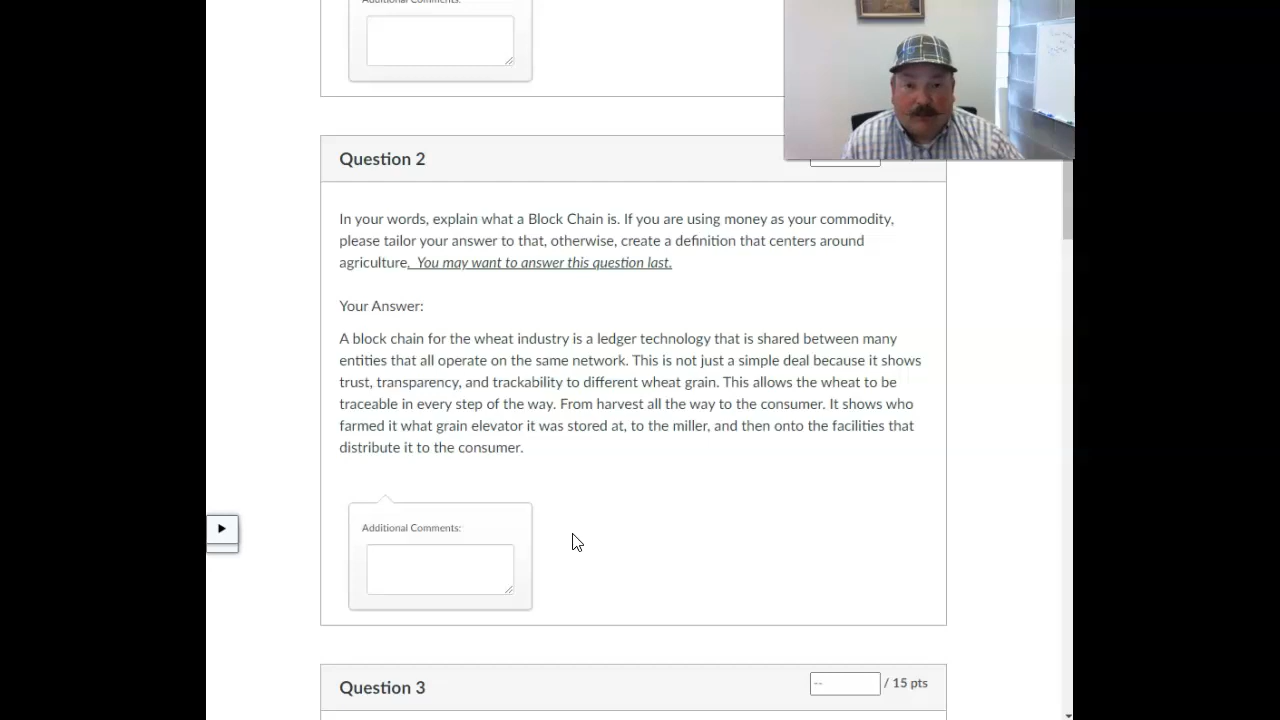 Additional Comments:
Question 2
In your words, explain what a Block Chain is. If you are using money as your commodity,
please tailor your answer to that, otherwise, create a definition that centers around
agriculture.  You may want to answer this question last.
Your Answer:
A block chain for the wheat industry is a ledger technology that is shared between many
entities that all operate on the same network. This is not just a simple deal because it shows
trust, transparency, and trackability to different wheat grain. This allows the wheat to be
traceable in every step of the way. From harvest all the way to the consumer. It shows who
farmed it what grain elevator it was stored at, to the miller, and then onto the facilities that
distribute it to the consumer.
Additional Comments:
Question 3
-- / 15 pts